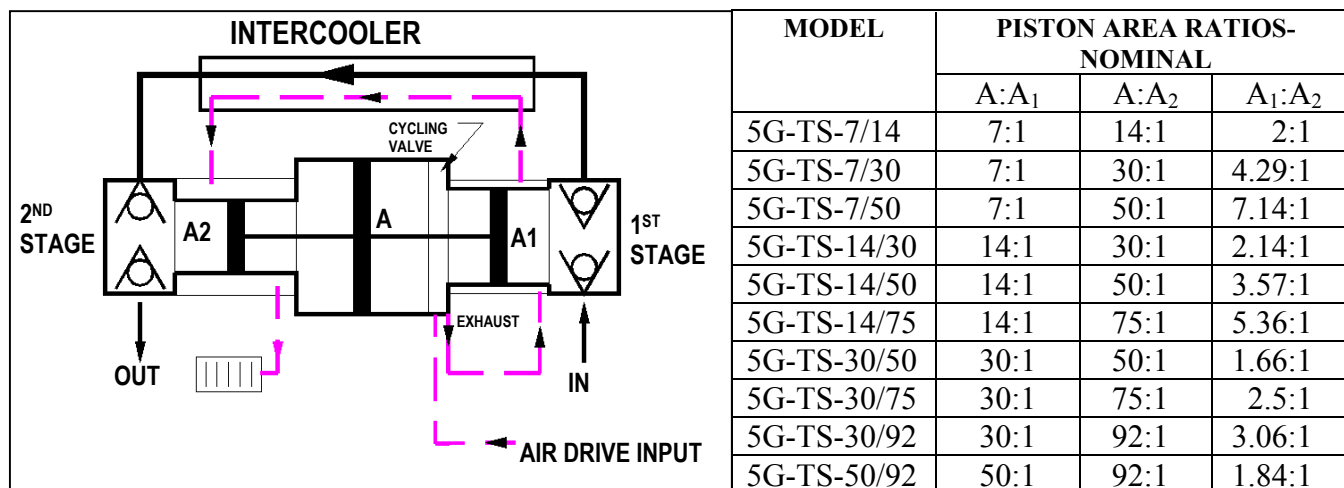 INTERCOOLER
CYCLING
VALVE
2ND
STAGE
A2
A
A1
1ST
STAGE
EXHAUST
OUT
IN
AIR DRIVE INPUT
MODEL PISTON AREA RATIOS-
NOMINAL
A:A1 A:A2 A1:A2
5G-TS-7/14 7:1 14:1 2:1
5G-TS-7/30 7:1 30:1 4.29:1
5G-TS-7/50 7:1 50:1 7.14:1
5G-TS-14/30 14:1 30:1 2.14:1
5G-TS-14/50 14:1 50:1 3.57:1
5G-TS-14/75 14:1 75:1 5.36:1
5G-TS-30/50 30:1 50:1 1.66:1
5G-TS-30/75 30:1 75:1 2.5:1
5G-TS-30/92 30:1 92:1 3.06:1
5G-TS-50/92 50:1 92:1 1.84:1